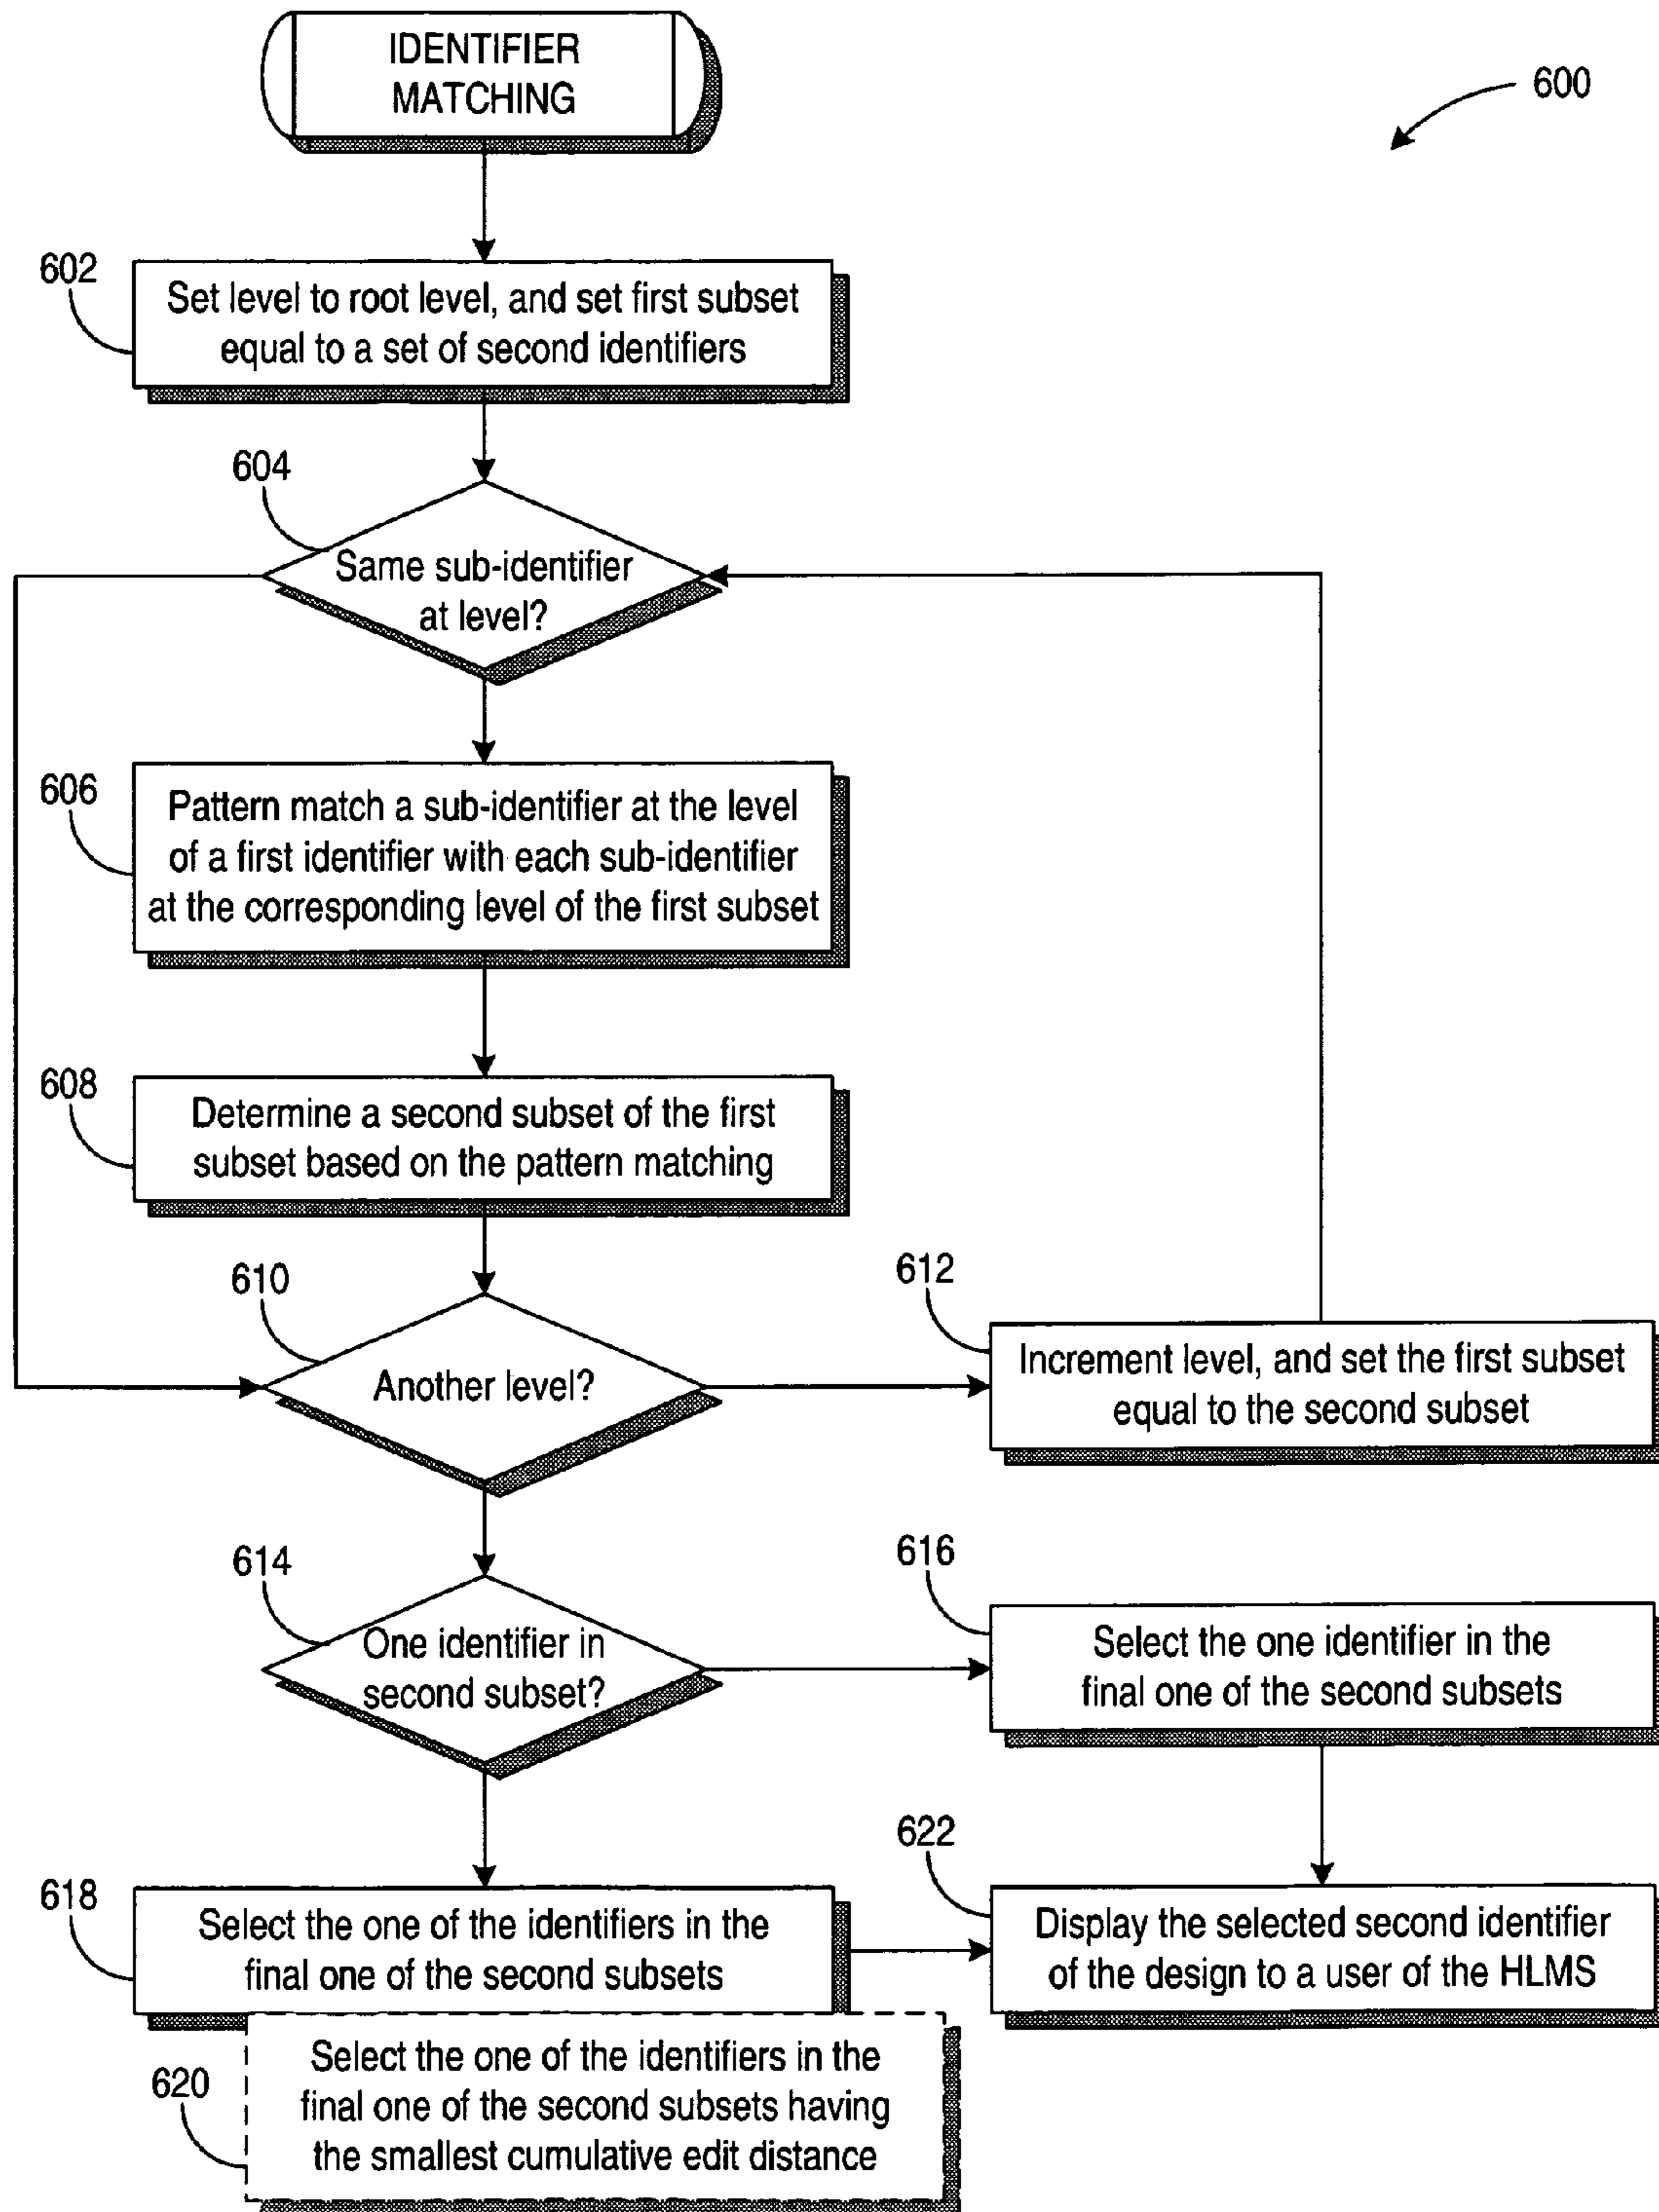 IDENTIFIER
MATCHING
600
602
Set level to root level, and set first subset
equal to a set of second identifiers
604
Same sub-identifier
at level?
606
Pattern match a sub-identifier at the level
of a first identifier with each sub-identifier
at the corresponding level of the first subset
608
Determine a second subset of the first
subset based on the pattern matching
610
Another level?
612
Increment level, and set the first subset
equal to the second subset
614
One identifier in
second subset?
616
Select the one identifier in the
final one of the second subsets
618
Select the one of the identifiers in the
final one of the second subsets
622
Display the selected second identifier
of the design to a user of the HLMS
620
Select the one of the identifiers in the
final one of the second subsets having
the smallest cumulative edit distance